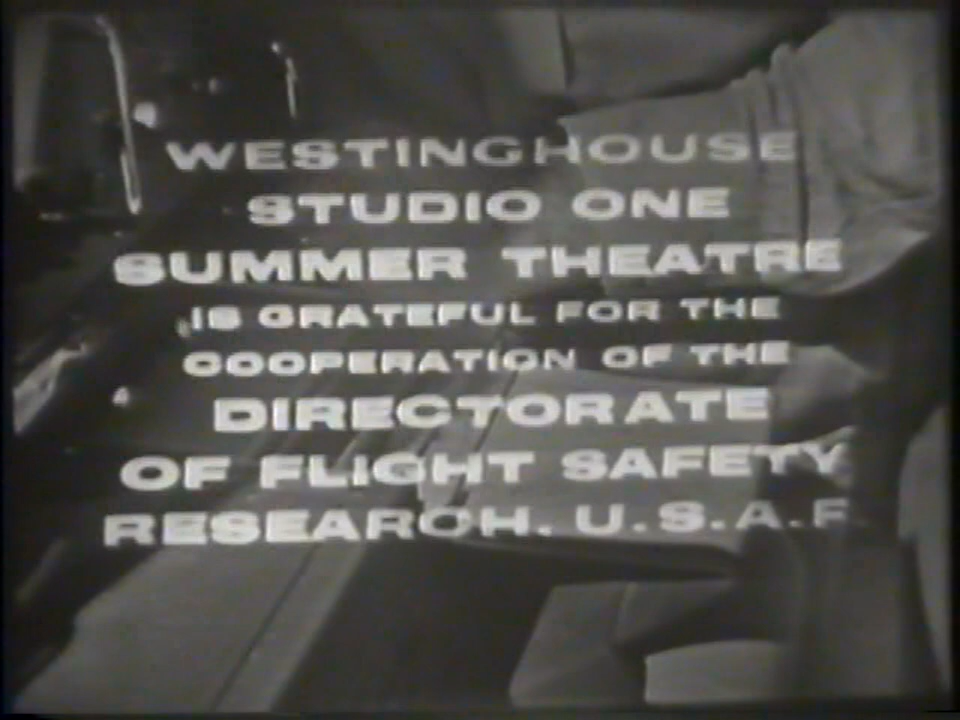 WESTINGHOUSE
STUDIO ONE
SUMMER THEATRE
IS GRATEFUL FOR THE
COOPERATION OF THE
DIRECTORATE
OF FLIGHT SAFETY
RESEARCH. U.S.A.F